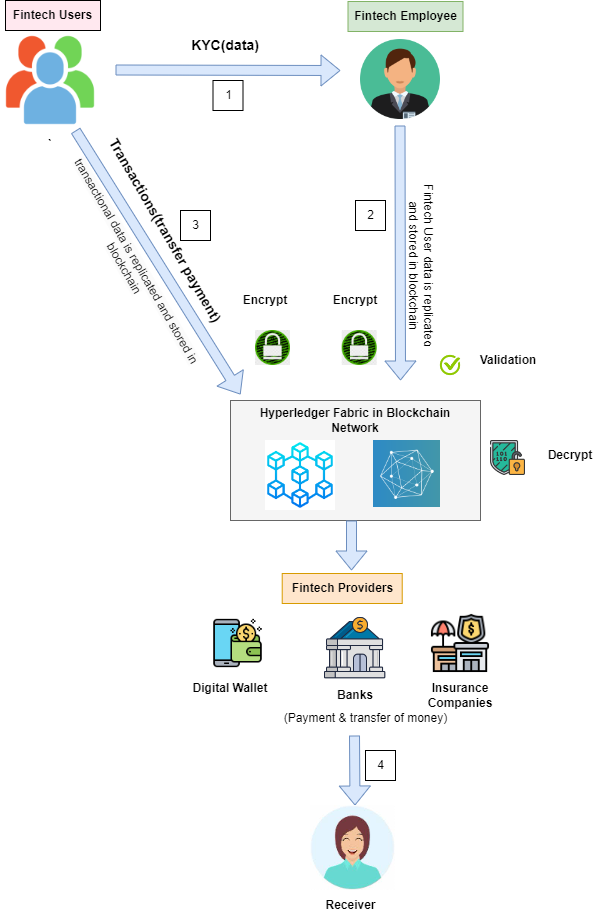 Fintech Users
Fintech Employee
KYC(data)
1
Transactions(transfer payment)
transactional data is replicated and stored in
blockchain
3
2
Fintech User data is replicated
and stored in blockchain
Encrypt
Encrypt
Validation
Hyperledger Fabric in Blockchain
Network
Decrypt
Fintech Providers
Digital Wallet
Banks
Insurance
Companies
(Payment & transfer of money)
4
Receiver